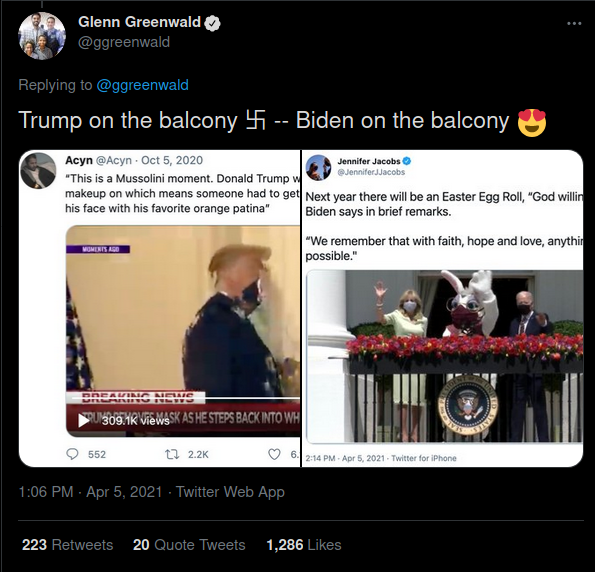 Glenn Greenwald
@ggreenwald
Replying to @ggreenwald
Trump on the balcony 卐 -- Biden on the balcony 😍
Acyn @Acyn · Oct 5, 2020
"This is a Mussolini moment. Donald Trump w
makeup on which means someone had to get
his face with his favorite orange patina"
MOMENTS AGO
BREAKING NEWS
TRUMP REMOVES MASK AS HE STEPS BACK INTO WH
309.1K views
552
2.2K
6.
Jennifer Jacobs
@JenniferJJacobs
Next year there will be an Easter Egg Roll, "God willin
Biden says in brief remarks.
"We remember that with faith, hope and love, anythin
possible."
2:14 PM · Apr 5, 2021 · Twitter for iPhone
1:06 PM · Apr 5, 2021 · Twitter Web App
223 Retweets 20 Quote Tweets 1,286 Likes